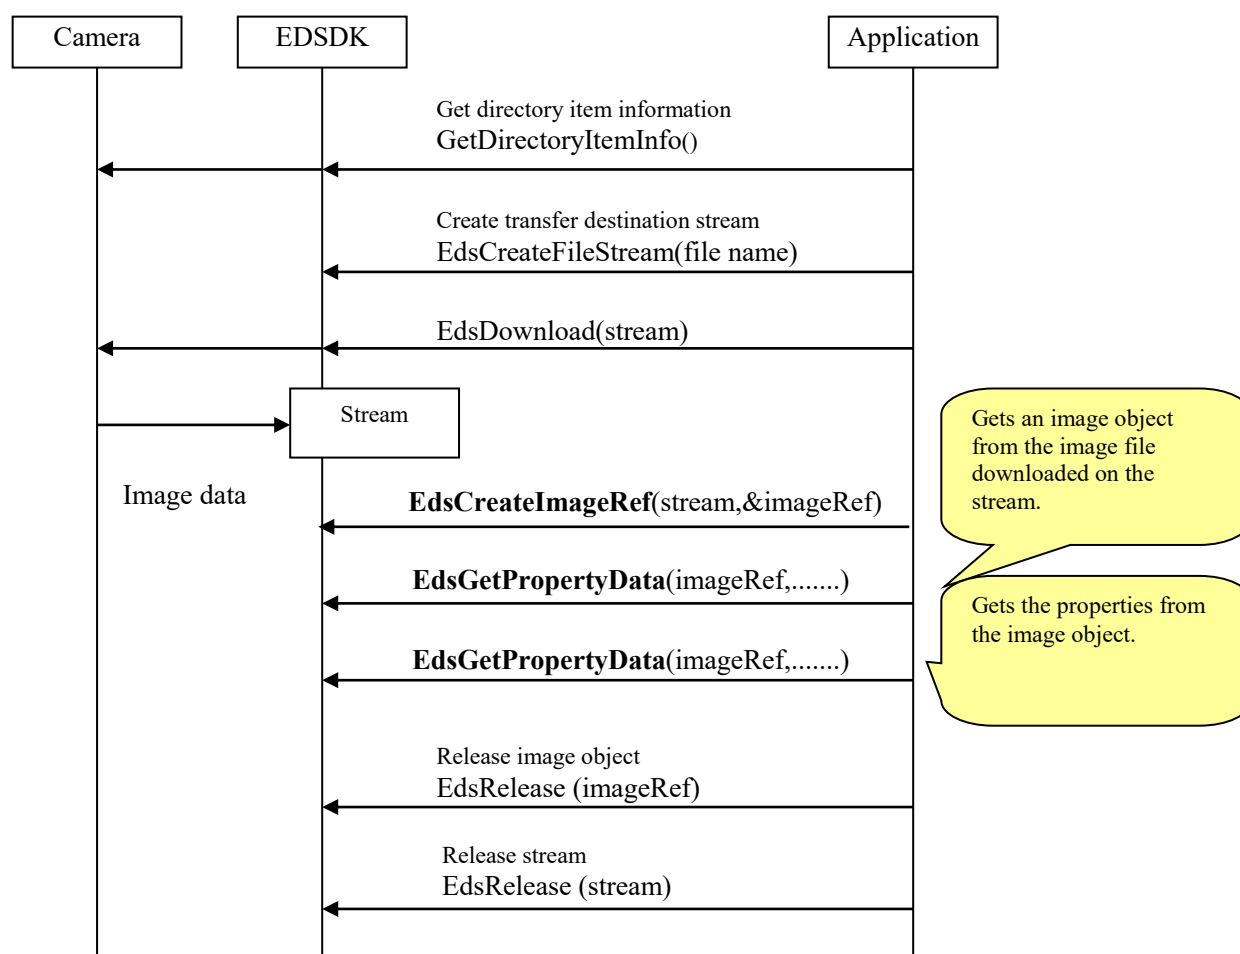 Camera
EDSDK
Application
Get directory item information
GetDirectoryItemInfo()
Create transfer destination stream
EdsCreateFileStream(file name)
EdsDownload(stream)
Stream
Image data
Gets an image object
from the image file
downloaded on the
stream.
EdsCreateImageRef(stream,&imageRef)
EdsGetPropertyData(imageRef,.......)
Gets the properties from
the image object.
EdsGetPropertyData(imageRef,.......)
Release image object
EdsRelease (imageRef)
Release stream
EdsRelease (stream)